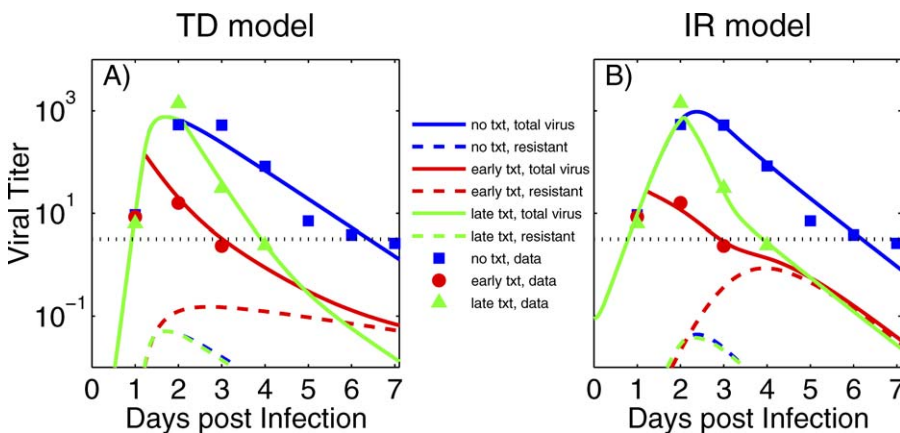 TD model
IR model
A)
B)
Viral Titer
10³
10¹
10⁻¹
0 1 2 3 4 5 6 7
Days post Infection
no txt, total virus
no txt, resistant
early txt, total virus
early txt, resistant
late txt, total virus
late txt, resistant
no txt, data
early txt, data
late txt, data
0 1 2 3 4 5 6 7
Days post Infection